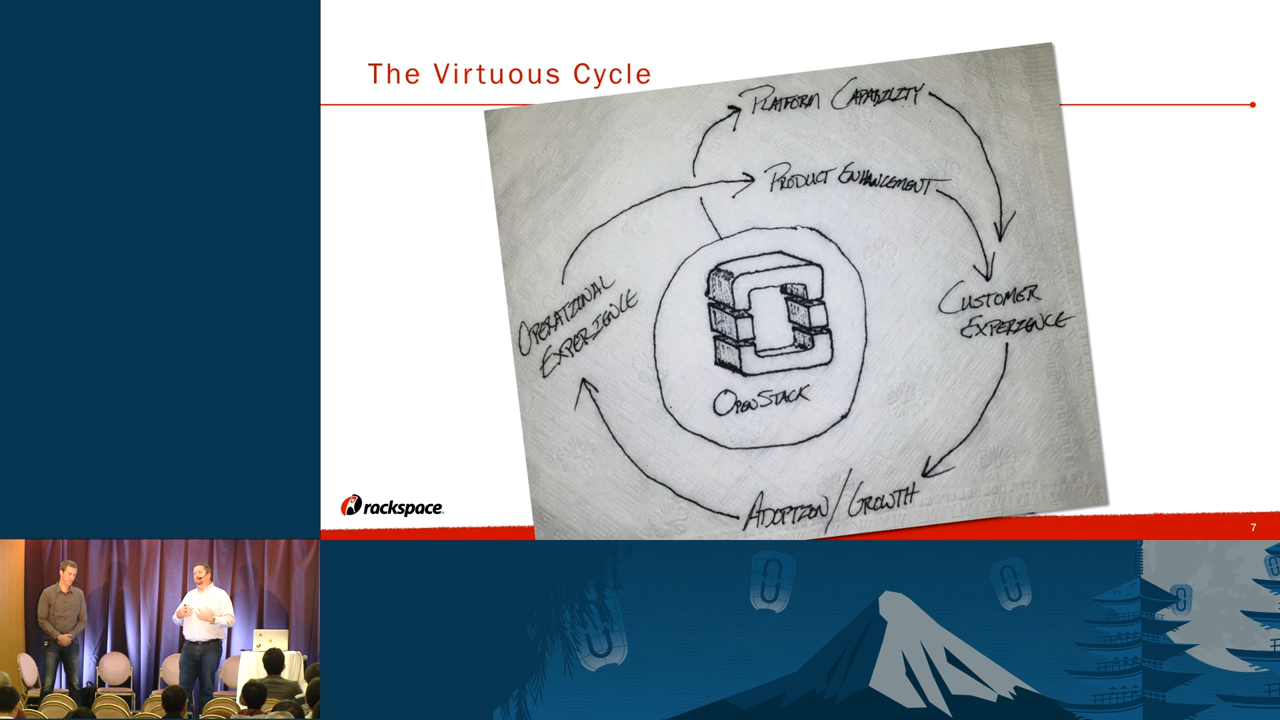 The Virtuous Cycle
PLATFORM CAPABILITY
PRODUCT ENHANCEMENT
OPERATIONAL
EXPERIENCE
CUSTOMER
EXPERIENCE
OPENSTACK
ADOPTION/GROWTH
rackspace.
7